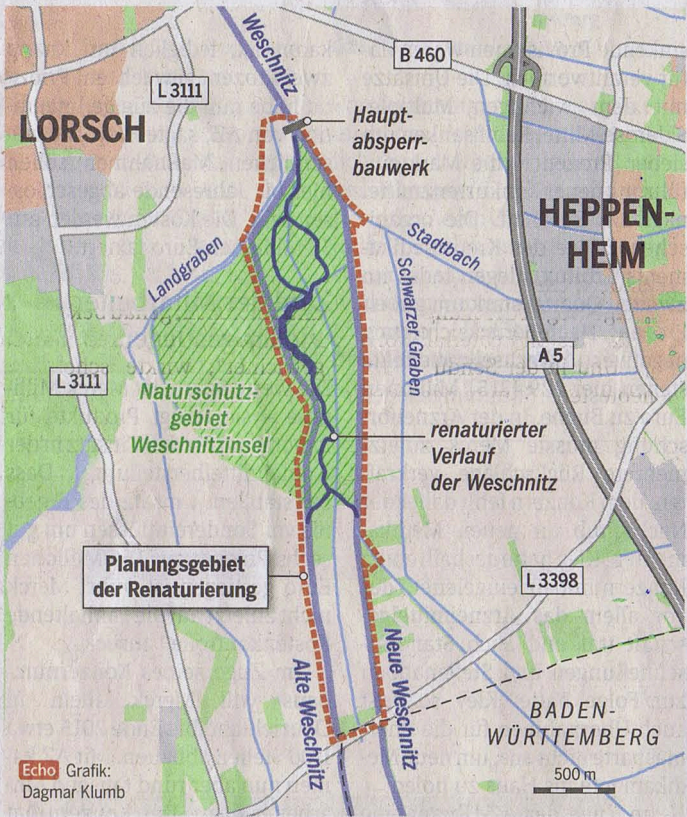 Weschnitz
B 460
L 3111
LORSCH
Haupt-
absperr-
bauwerk
HEPPEN-
HEIM
Stadtbach
Landgraben
Schwarzer Graben
A 5
L 3111
Naturschutz-
gebiet
Weschnitzinsel
renaturierter
Verlauf
der Weschnitz
Planungsgebiet
der Renaturierung
L 3398
Alte Weschnitz
Neue Weschnitz
BADEN-
WÜRTTEMBERG
Echo Grafik:
Dagmar Klumb
500 m